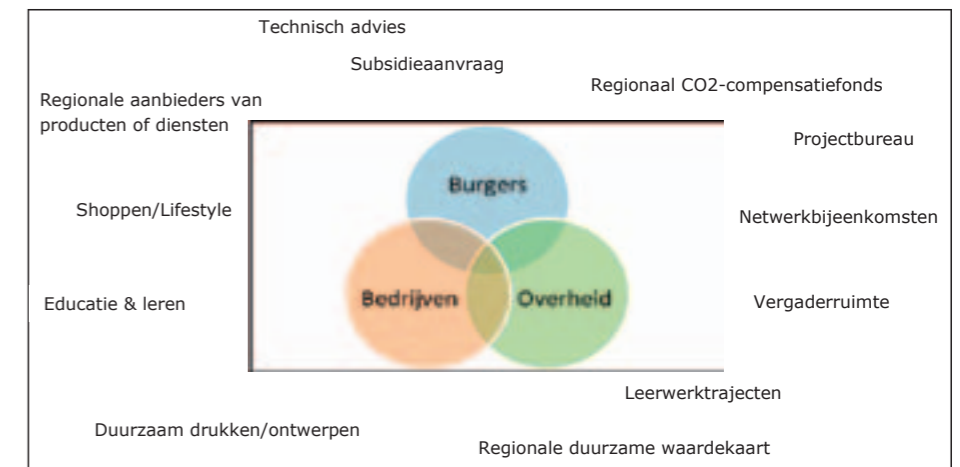 Technisch advies
Subsidieaanvraag
Regionaal CO2-compensatiefonds
Regionale aanbieders van
producten of diensten
Projectbureau
Burgers
Shoppen/Lifestyle
Netwerkbijeenkomsten
Bedrijven
Overheid
Educatie & leren
Vergaderruimte
Leerwerktrajecten
Duurzaam drukken/ontwerpen
Regionale duurzame waardekaart